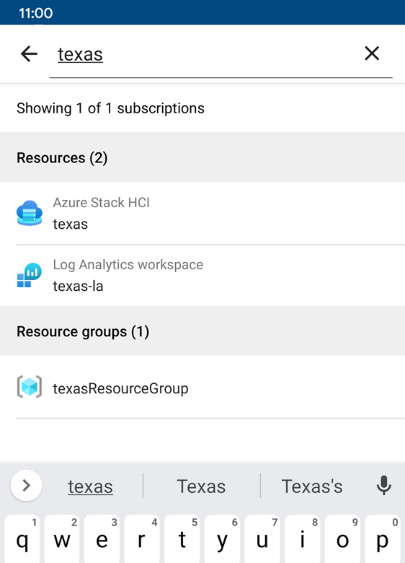 11:00
texas
Showing 1 of 1 subscriptions
Resources (2)
Azure Stack HCI
texas
Log Analytics workspace
texas-la
Resource groups (1)
texasResourceGroup
texas Texas Texas's
1 2 3 4 5 6 7 8 9 0
q w e r t y u i o p